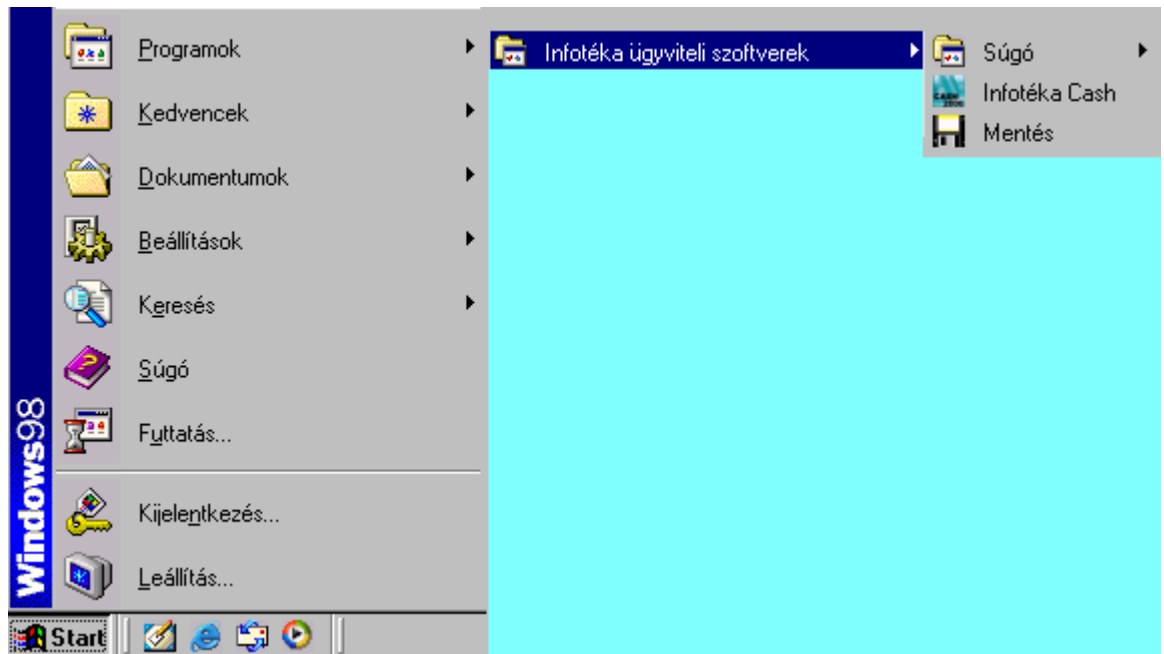 Programok
Kedvencek
Dokumentumok
Beállítások
Keresés
Súgó
Futtatás...
Kijelentkezés...
Leállítás...
Windows98
Start
Infotéka ügyviteli szoftverek
Súgó
Infotéka Cash
Mentés